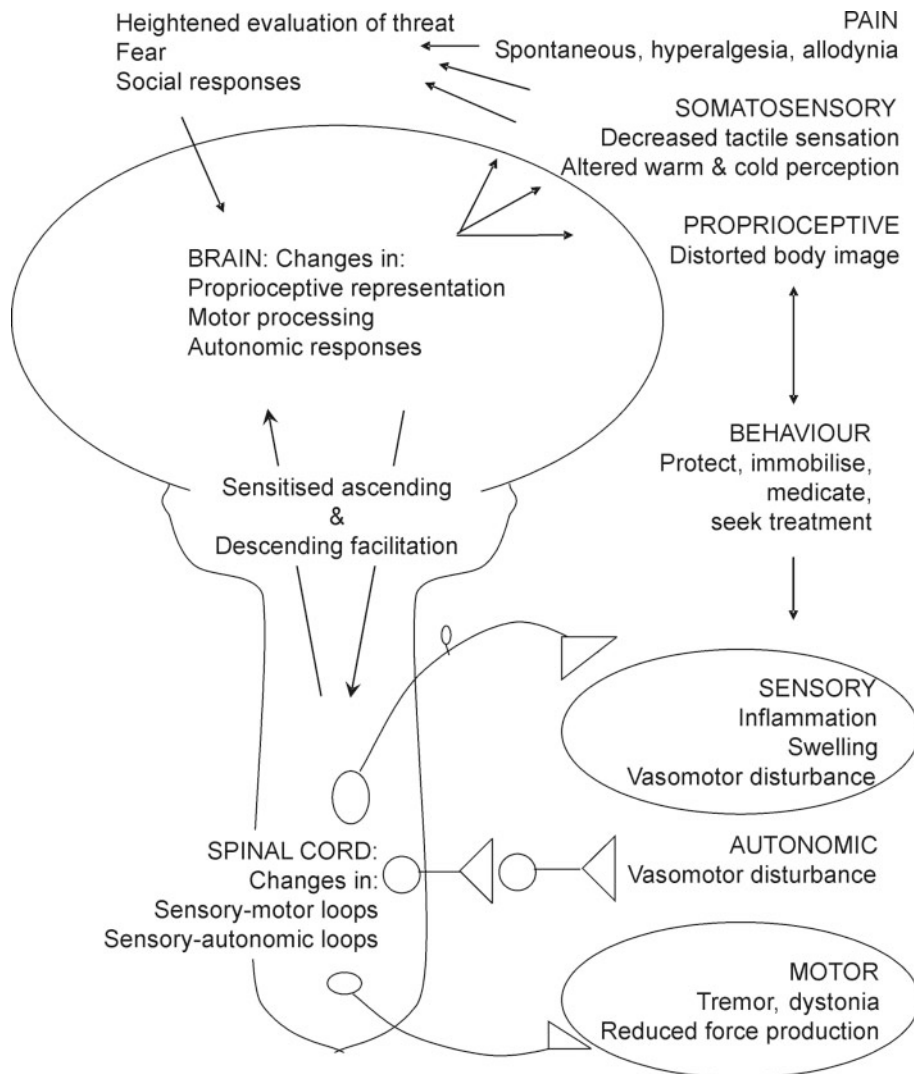 Heightened evaluation of threat
Fear
Social responses
PAIN
Spontaneous, hyperalgesia, allodynia
SOMATOSENSORY
Decreased tactile sensation
Altered warm & cold perception
PROPRIOCEPTIVE
Distorted body image
BRAIN: Changes in:
Proprioceptive representation
Motor processing
Autonomic responses
BEHAVIOUR
Protect, immobilise,
medicate,
seek treatment
Sensitised ascending
&
Descending facilitation
SENSORY
Inflammation
Swelling
Vasomotor disturbance
SPINAL CORD:
Changes in:
Sensory-motor loops
Sensory-autonomic loops
AUTONOMIC
Vasomotor disturbance
MOTOR
Tremor, dystonia
Reduced force production